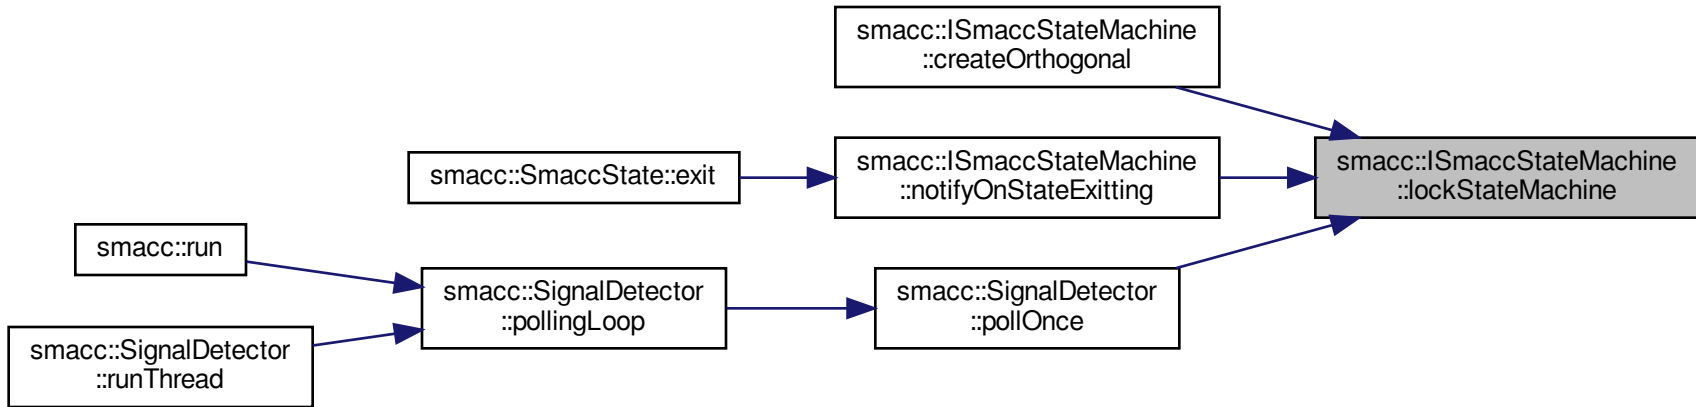 smacc::ISmaccStateMachine
::createOrthogonal
smacc::SmaccState::exit
smacc::ISmaccStateMachine
::notifyOnStateExitting
smacc::ISmaccStateMachine
::lockStateMachine
smacc::run
smacc::SignalDetector
::pollingLoop
smacc::SignalDetector
::pollOnce
smacc::SignalDetector
::runThread